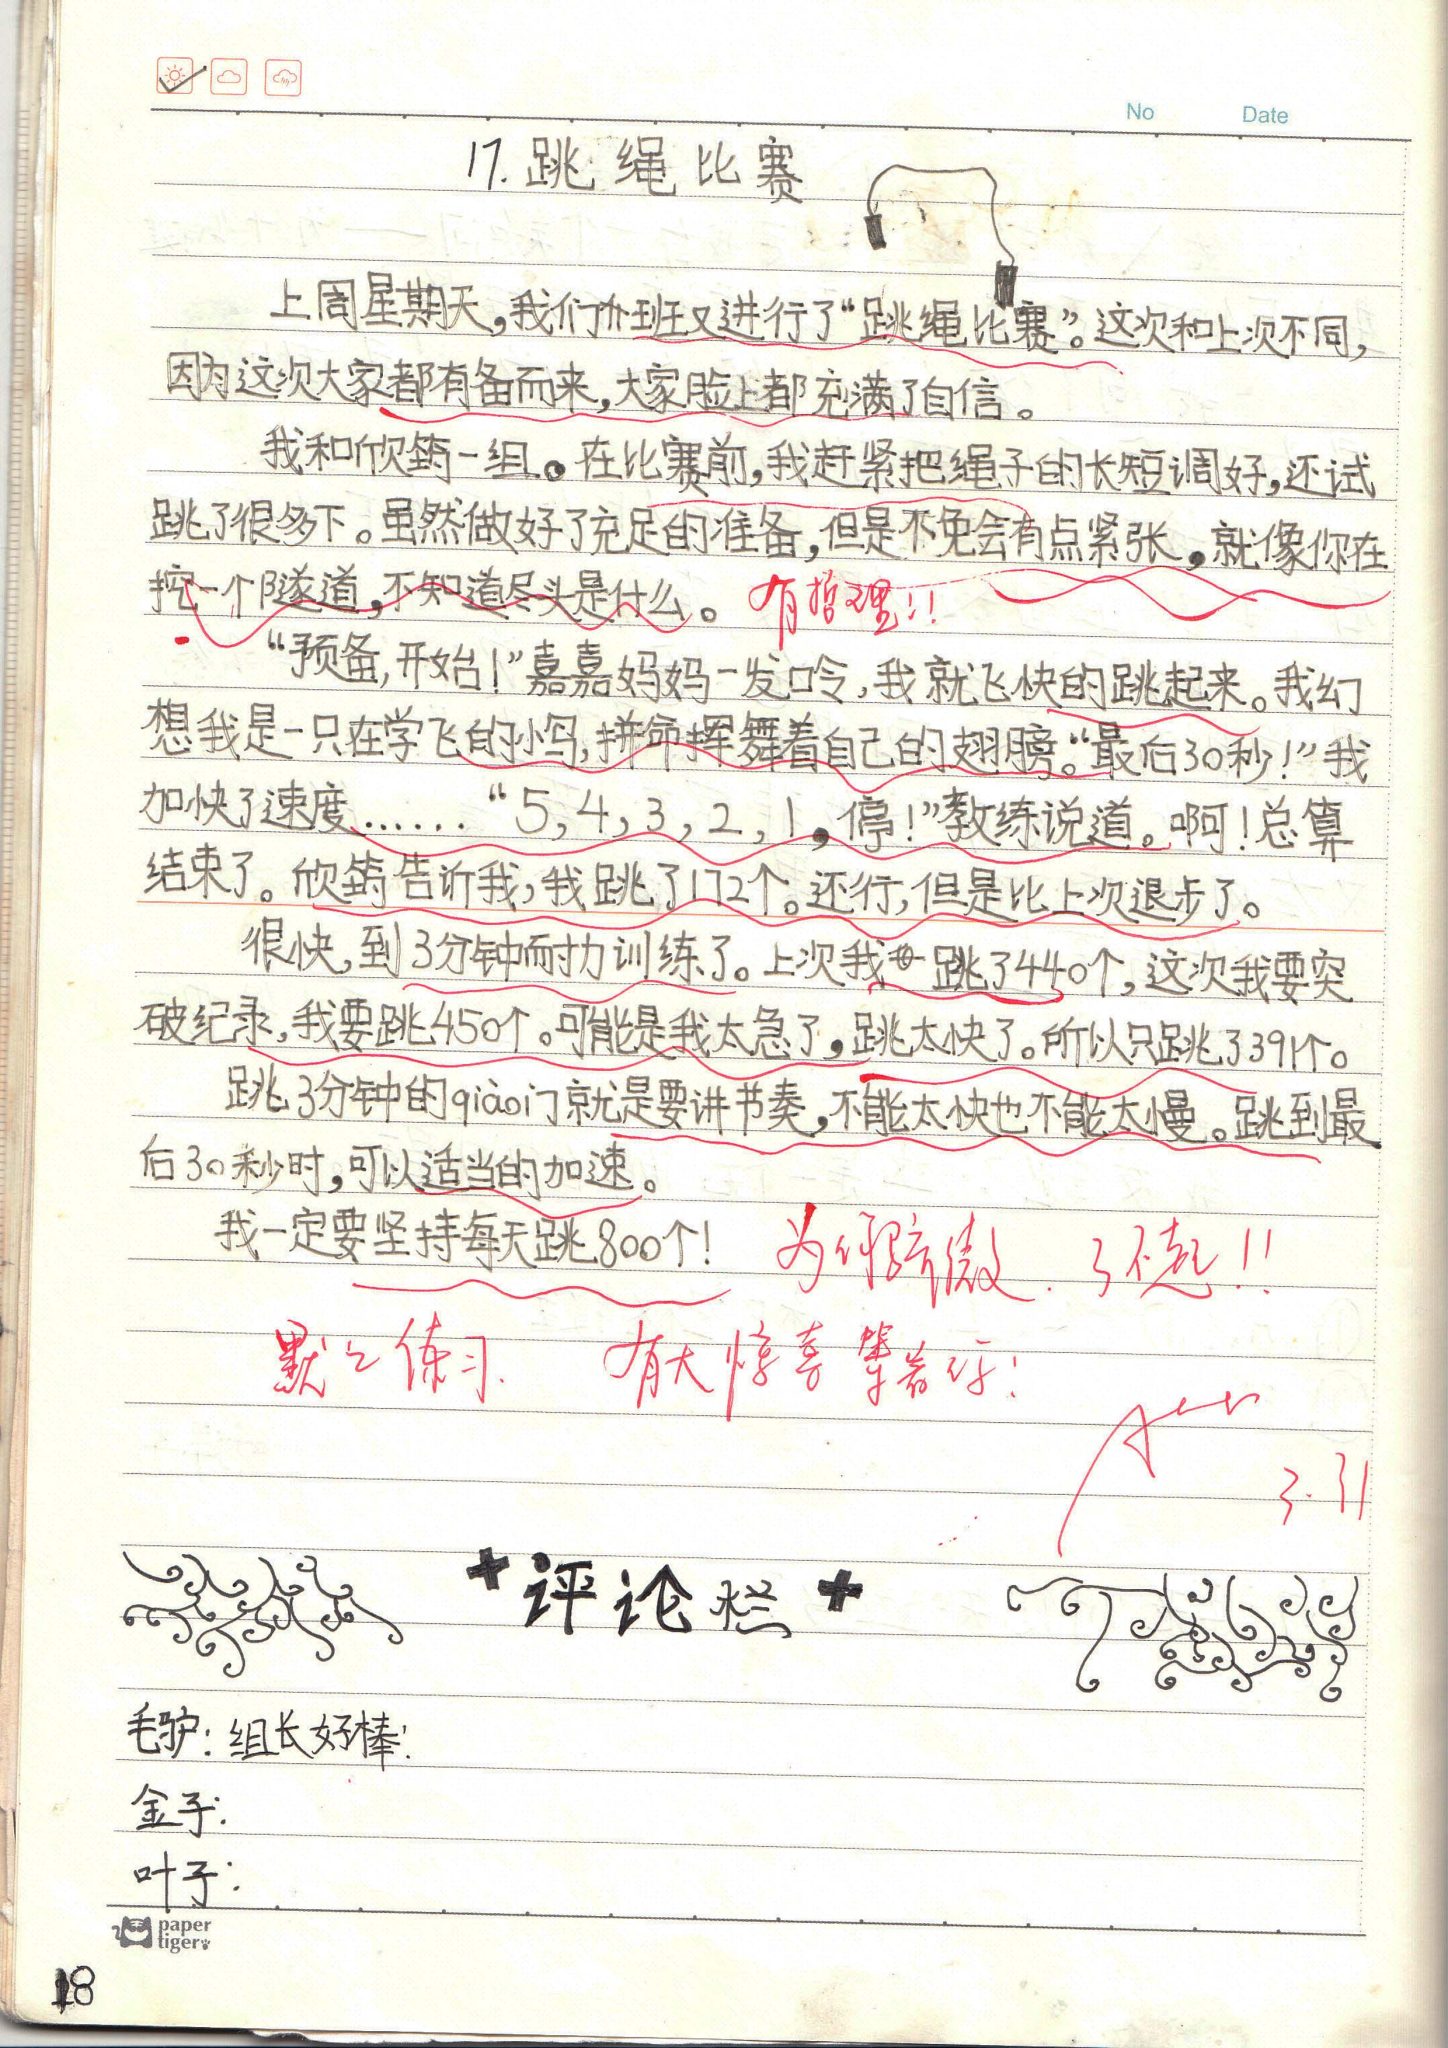 No Date
17.跳绳比赛
上周星期天,我们班又进行了“跳绳比赛”。这次和上次不同,
因为这次大家都有备而来,大家脸上都充满了自信。
我和欣一组。在比赛前,我赶紧把绳子的长短调好,还试
跳了很多下。虽然做好了充足的准备,但是不免会有点紧张,就像你在
挖一个隧道,不知道尽头是什么。 有哲理!!
“预备,开始!”嘉嘉妈妈一发口令,我就飞快的跳起来。我幻
想我是一只在学飞的小鸟,拼命挥舞着自己的翅膀。“最后30秒!”我
加快了速度…… “5,4,3,2,1,停!”教练说道。啊!总算
结束了。欣告诉我,我跳了172个。还行,但是比上次退步了。
很快,到3分钟耐力训练了。上次我跳了440个,这次我要突
破纪录,我要跳450个。可能是我太急了,跳太快了。所以只跳了391个。
跳3分钟的qiào门就是要讲节奏,不能太快也不能太慢。跳到最
后30秒时,可以适当的加速。
我一定要坚持每天跳800个! 为你骄傲.了不起!!
默之练习. 有大惊喜等着你!
A+++
3.31
+评论栏+
毛驴:组长好棒!
金子:
叶子:
paper
tiger
18